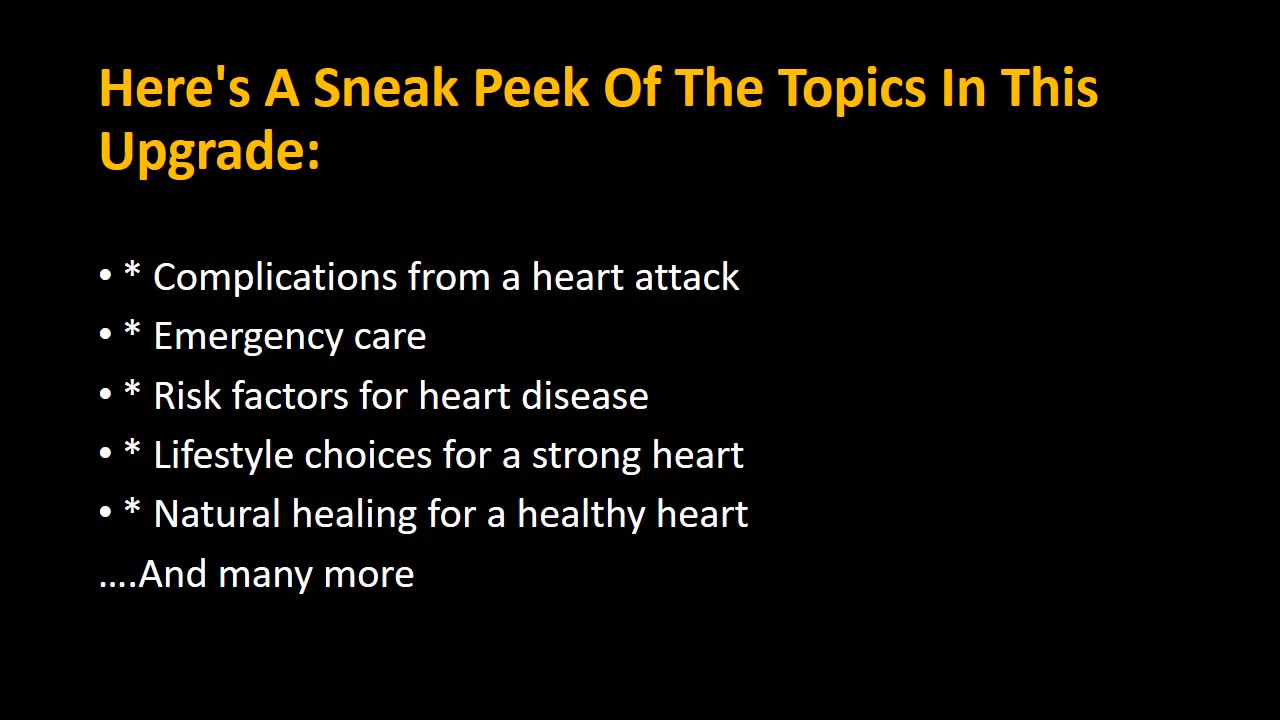 Here's A Sneak Peek Of The Topics In This
Upgrade:
• * Complications from a heart attack
• * Emergency care
• * Risk factors for heart disease
• * Lifestyle choices for a strong heart
• * Natural healing for a healthy heart
….And many more